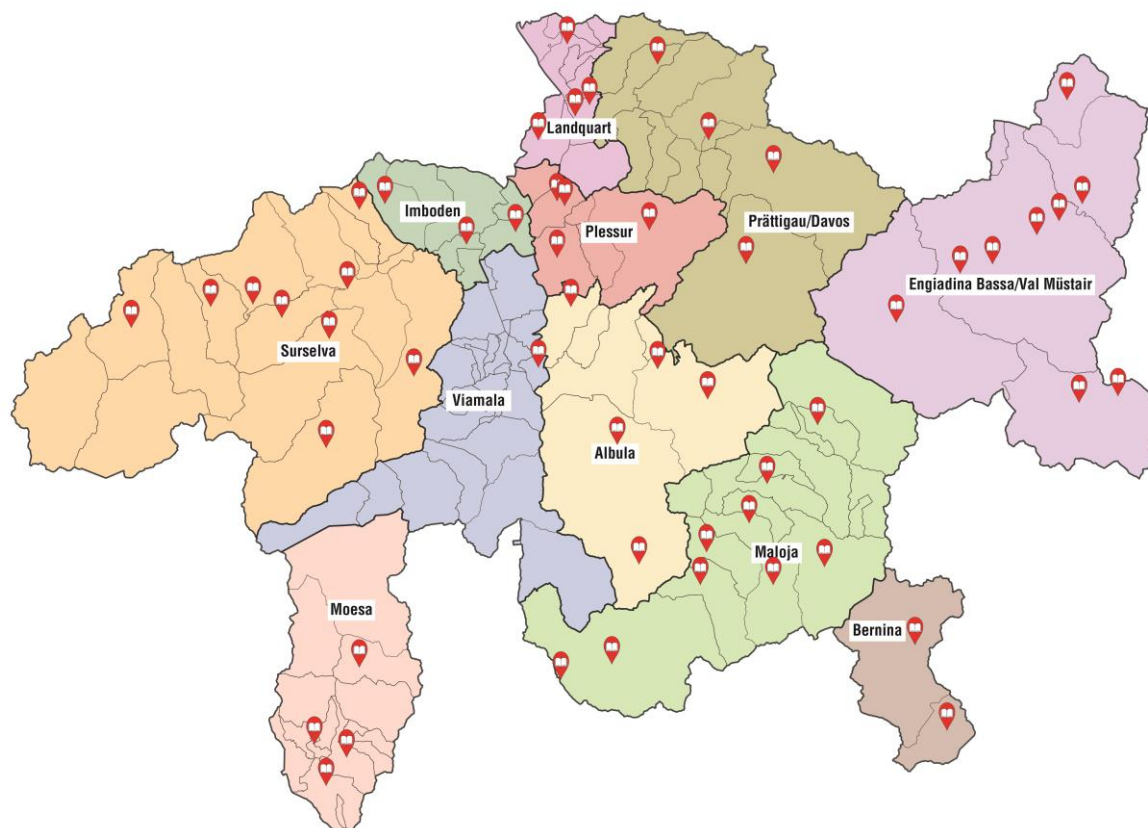 Landquart
Imboden
Plessur
Prättigau/Davos
Engiadina Bassa/Val Müstair
Surselva
Viamala
Albula
Maloja
Moesa
Bernina